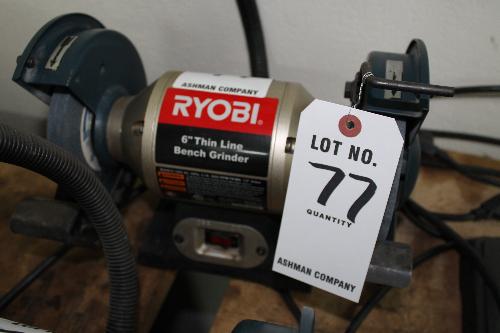 ASHMAN COMPANY
RYOBI
6" Thin Line
Bench Grinder
LOT NO.
77
QUANTITY
ASHMAN COMPANY